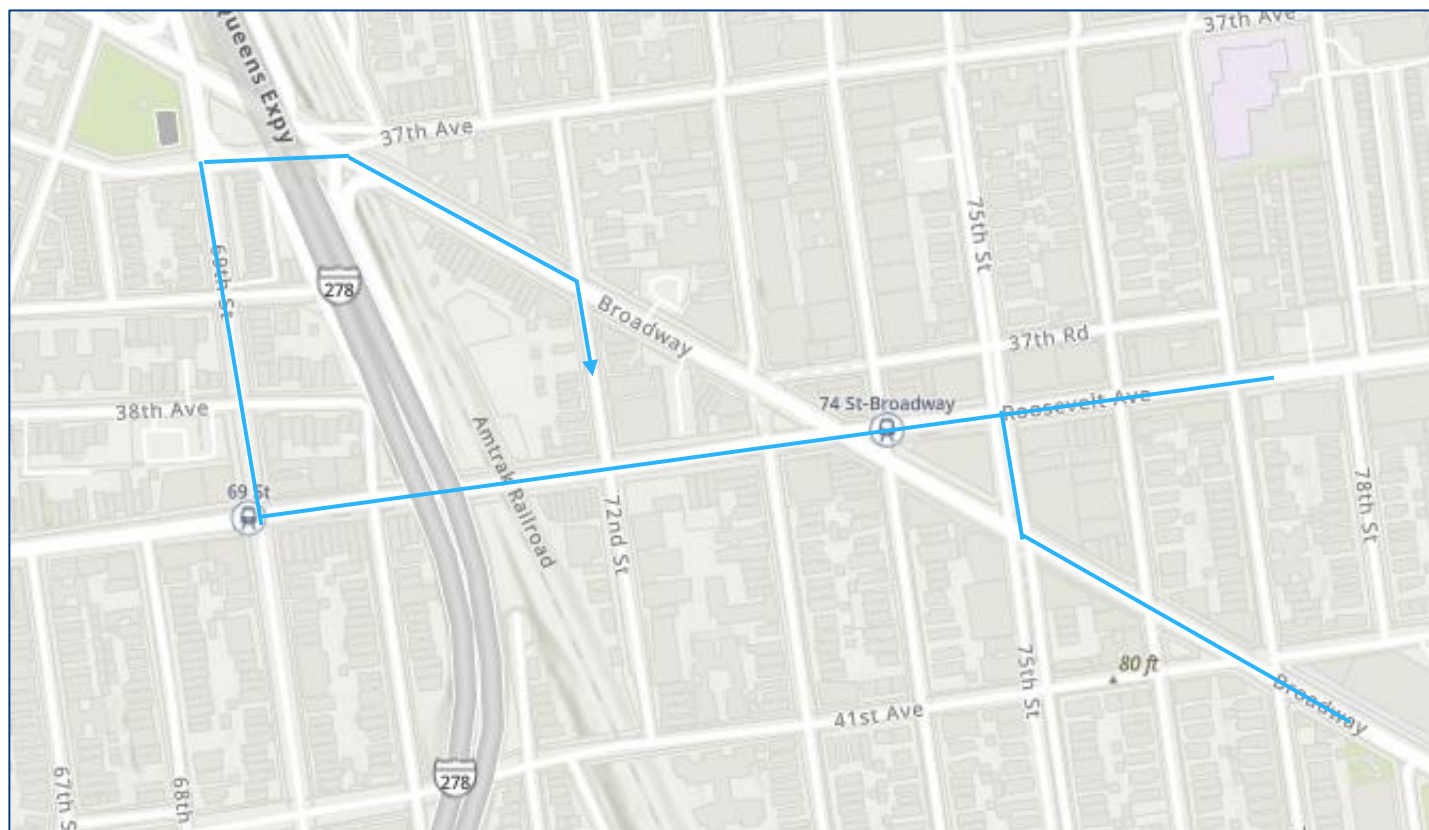 Queens Expy
37th Ave
37th Ave
75th St
69th St
278
Broadway
37th Rd
38th Ave
74 St-Broadway
Roosevelt Ave
Amtrak Railroad
69 St
72nd St
78th St
80 ft
75th St
41st Ave
Broadway
278
67th S
68th